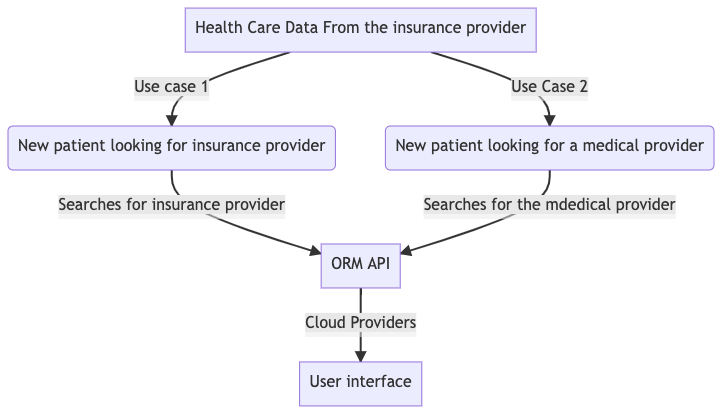 Health Care Data From the insurance provider
Use case 1
Use Case 2
New patient looking for insurance provider
New patient looking for a medical provider
Searches for insurance provider
Searches for the mdedical provider
ORM API
Cloud Providers
User interface